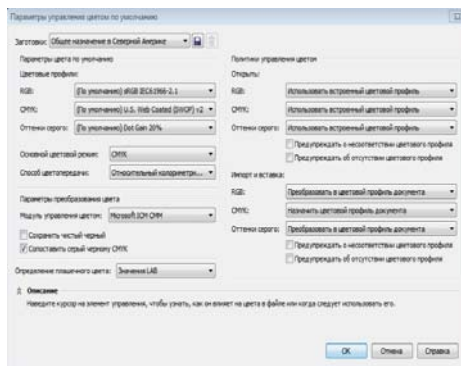 Параметры управления цветом по умолчанию
Заготовки: Общее назначение в Северной Америке
Параметры цвета по умолчанию
Цветовые профили:
RGB: (По умолчанию) sRGB IEC61966-2.1
CMYK: (По умолчанию) U.S. Web Coated (SWOP) v2
Оттенки серого: (По умолчанию) Dot Gain 20%
Основной цветовой режим: CMYK
Способ цветопередачи: Относительный колориметри...
Параметры преобразования цвета
Модуль управления цветом: Microsoft ICM CMM
Сохранить чистый черный
Сопоставить серый черному CMYK
Определение плашечного цвета: Значения LAB
Политики управления цветом
Открыть:
RGB: Использовать встроенный цветовой профиль
CMYK: Использовать встроенный цветовой профиль
Оттенки серого: Использовать встроенный цветовой профиль
Предупреждать о несоответствии цветового профиля
Предупреждать об отсутствии цветового профиля
Импорт и вставка:
RGB: Преобразовать в цветовой профиль документа
CMYK: Назначить цветовой профиль документа
Оттенки серого: Преобразовать в цветовой профиль документа
Предупреждать о несоответствии цветового профиля
Предупреждать об отсутствии цветового профиля
Описание
Наведите курсор на элемент управления, чтобы узнать, как он влияет на цвета в файле или когда следует использовать его.
OK Отмена Справка